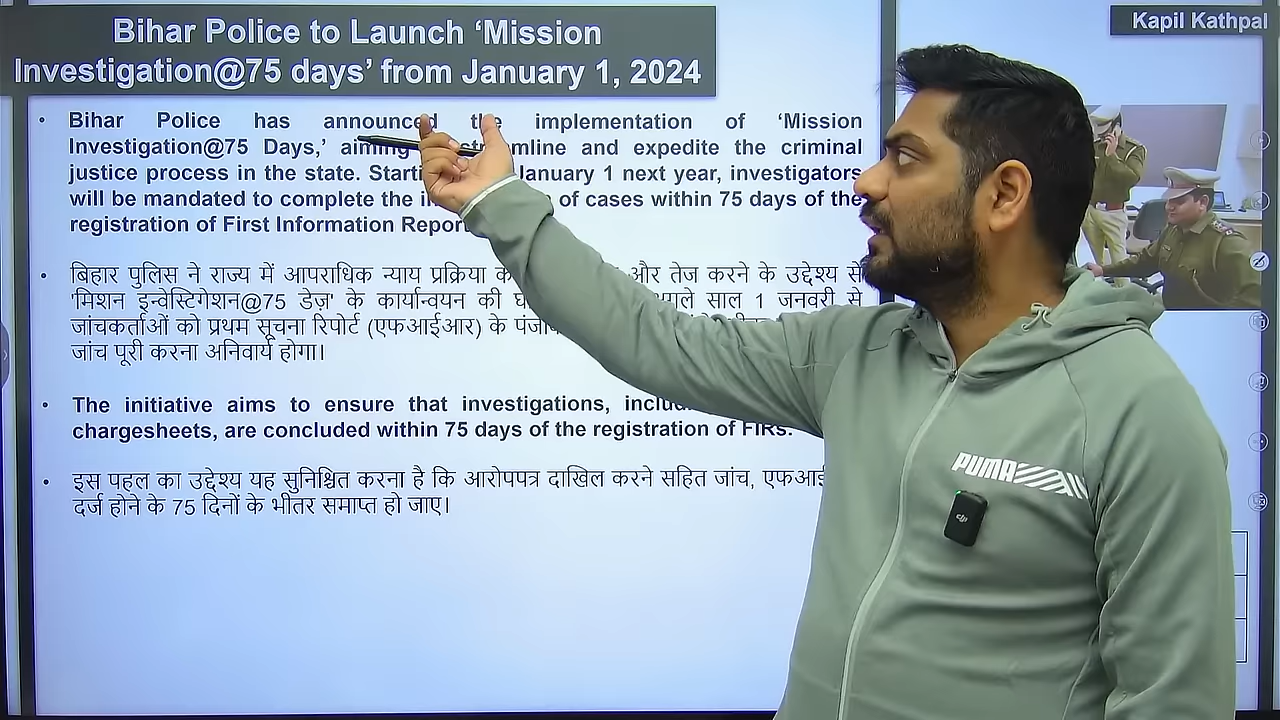 Bihar Police to Launch ‘Mission
Investigation@75 days’ from January 1, 2024
Kapil Kathpal
• Bihar Police has announced the implementation of ‘Mission
Investigation@75 Days,’ aiming and expedite the criminal
justice process in the state. January 1 next year, investigators
will be mandated to complete the of cases within 75 days of the
registration of First Information
• बिहार पुलिस ने राज्य में आपराधिक न्याय प्रक्रिया और तेज करने के उद्देश्य से
'मिशन इन्वेस्टिगेशन@75 डेज़' के कार्यान्वयन की साल 1 जनवरी से
जांचकर्ताओं को प्रथम सूचना रिपोर्ट (एफआईआर) के
जांच पूरी करना अनिवार्य होगा।
• The initiative aims to ensure that investigations,
chargesheets, are concluded within 75 days of the registration of FIRs.
• इस पहल का उद्देश्य यह सुनिश्चित करना है कि आरोपपत्र दाखिल करने सहित जांच,
दर्ज होने के 75 दिनों के भीतर समाप्त हो जाए।
PUMA
dji